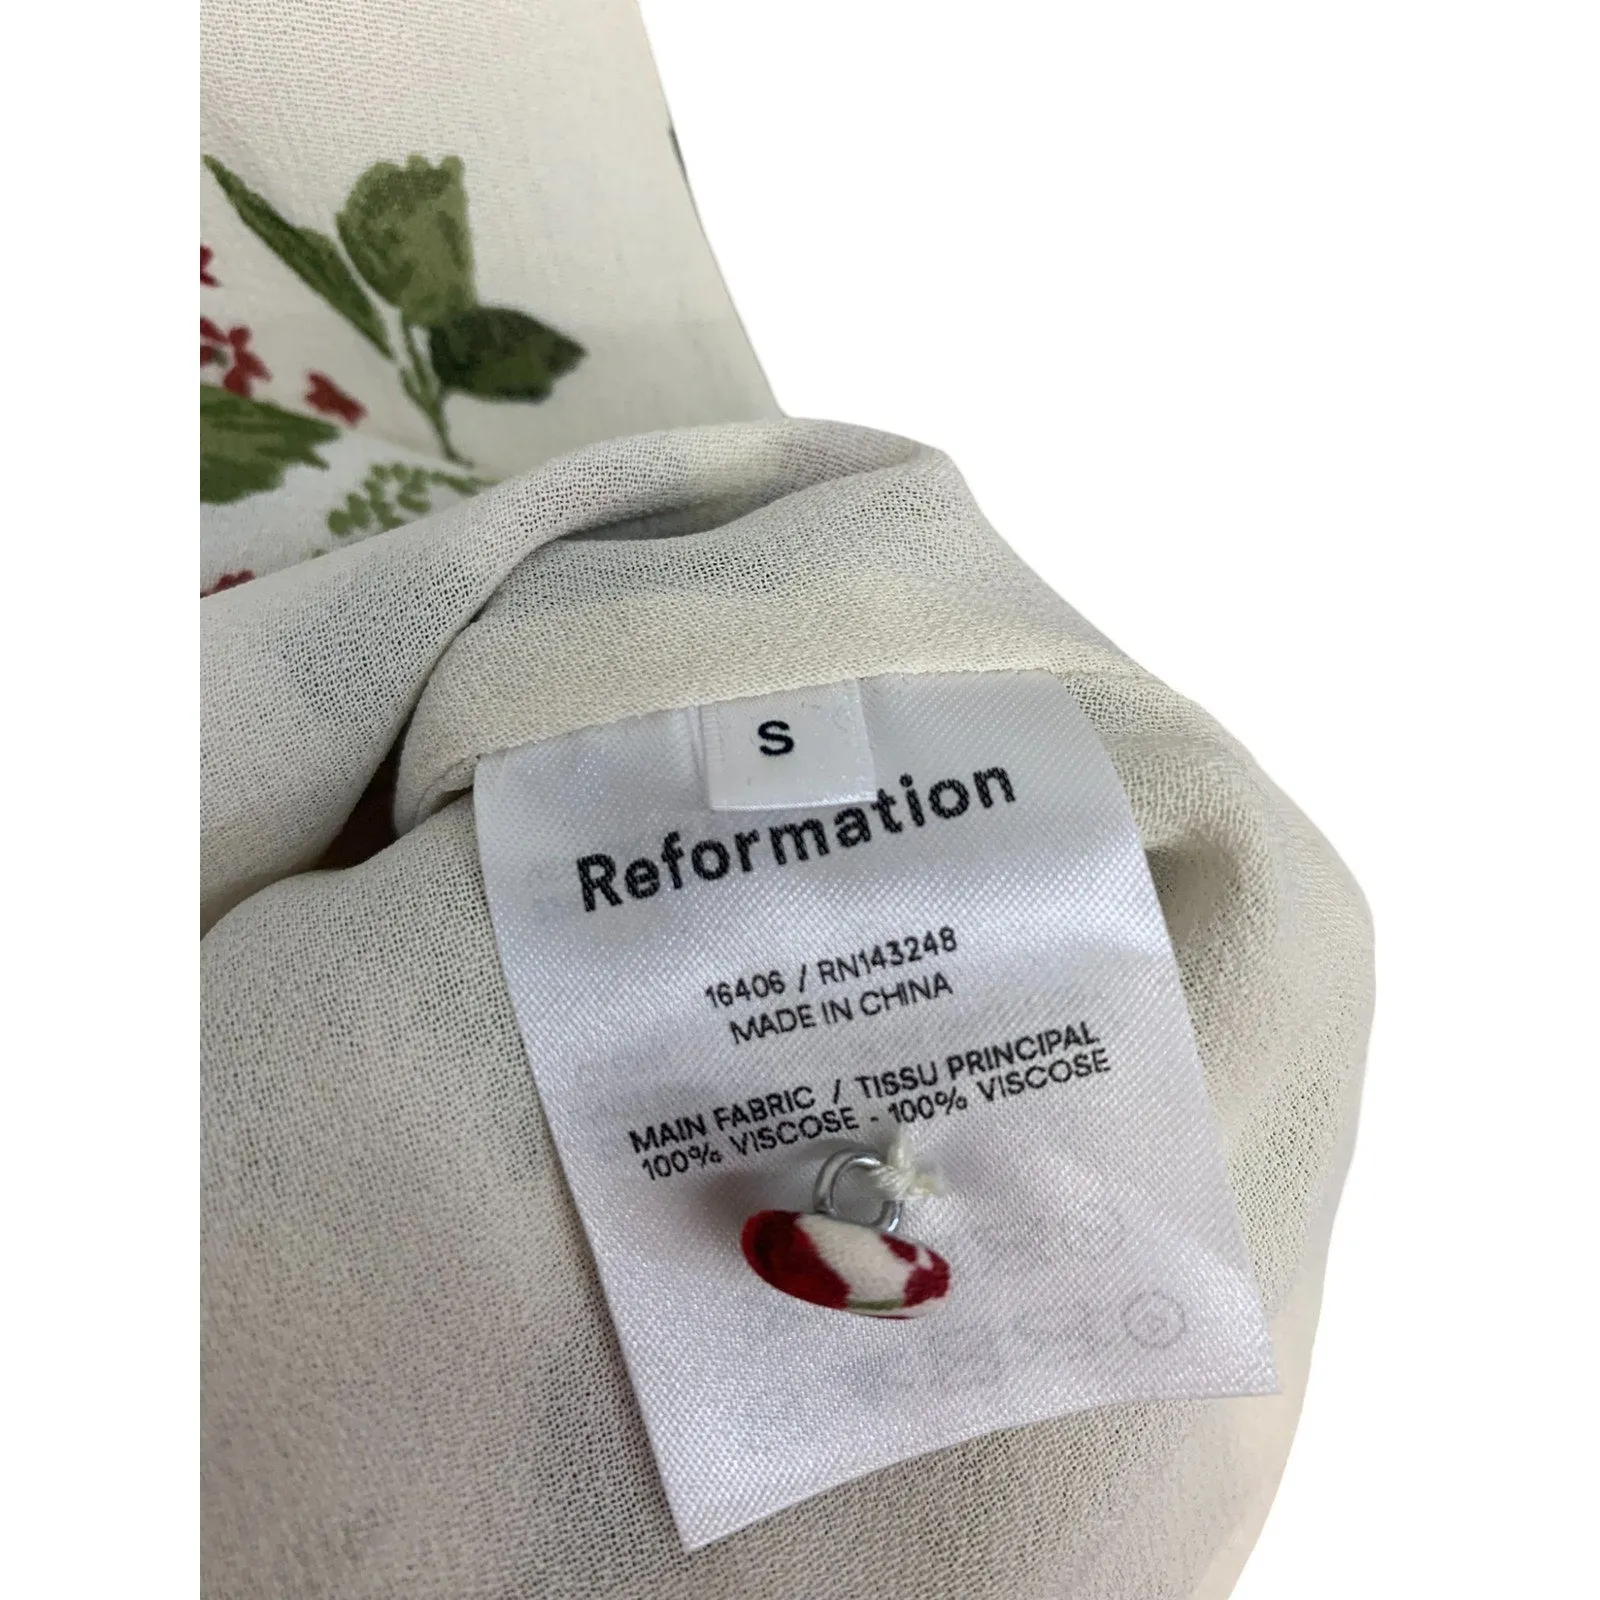 S
Reformation
16406 / RN143248
MADE IN CHINA
MAIN FABRIC / TISSU PRINCIPAL
100% VISCOSE - 100% VISCOSE